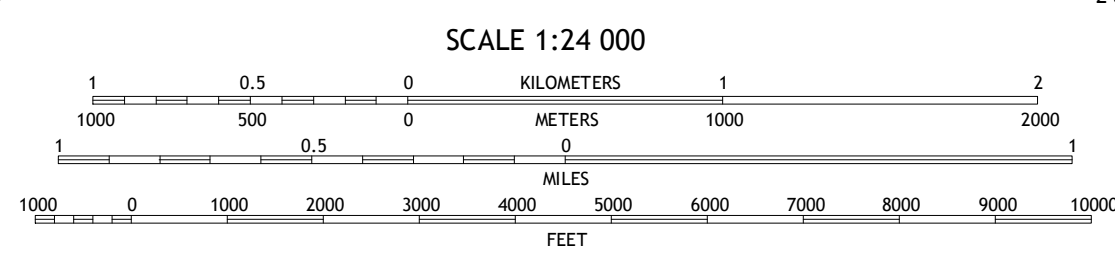 SCALE 1:24 000
1 0.5 0 KILOMETERS 1 2
1000 500 0 METERS 1000 2000
1 0.5 0 1
MILES
1000 0 1000 2000 3000 4000 5000 6000 7000 8000 9000 10000
FEET